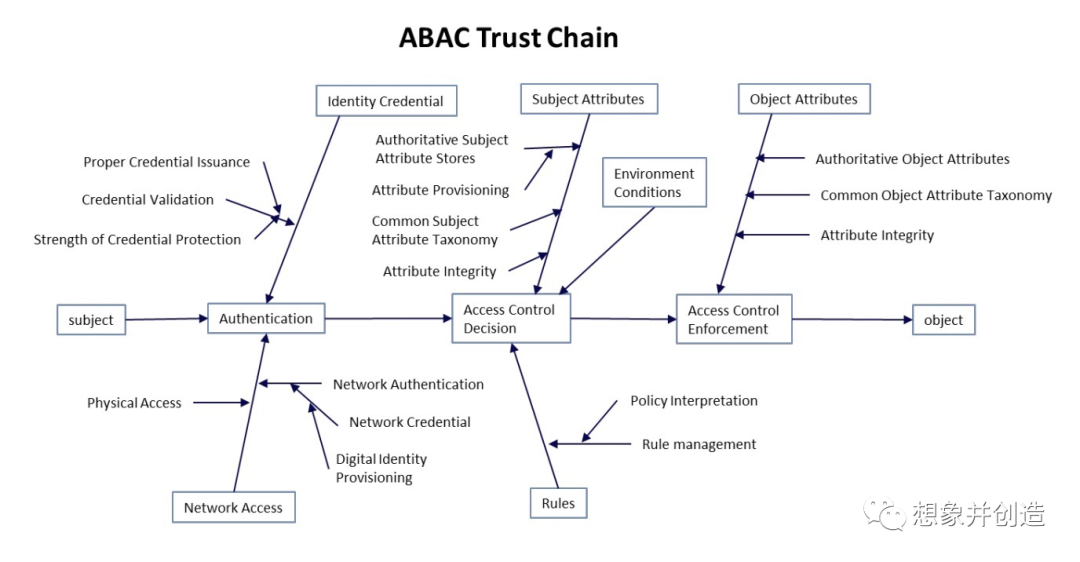 ABAC Trust Chain
Identity Credential
Subject Attributes
Object Attributes
Authoritative Subject
Attribute Stores
Proper Credential Issuance
Environment
Conditions
Authoritative Object Attributes
Attribute Provisioning
Credential Validation
Common Object Attribute Taxonomy
Common Subject
Attribute Taxonomy
Strength of Credential Protection
Attribute Integrity
Attribute Integrity
subject
Authentication
Access Control
Decision
Access Control
Enforcement
object
Network Authentication
Physical Access
Policy Interpretation
Network Credential
Rule management
Digital Identity
Provisioning
Network Access
Rules
想象并创造